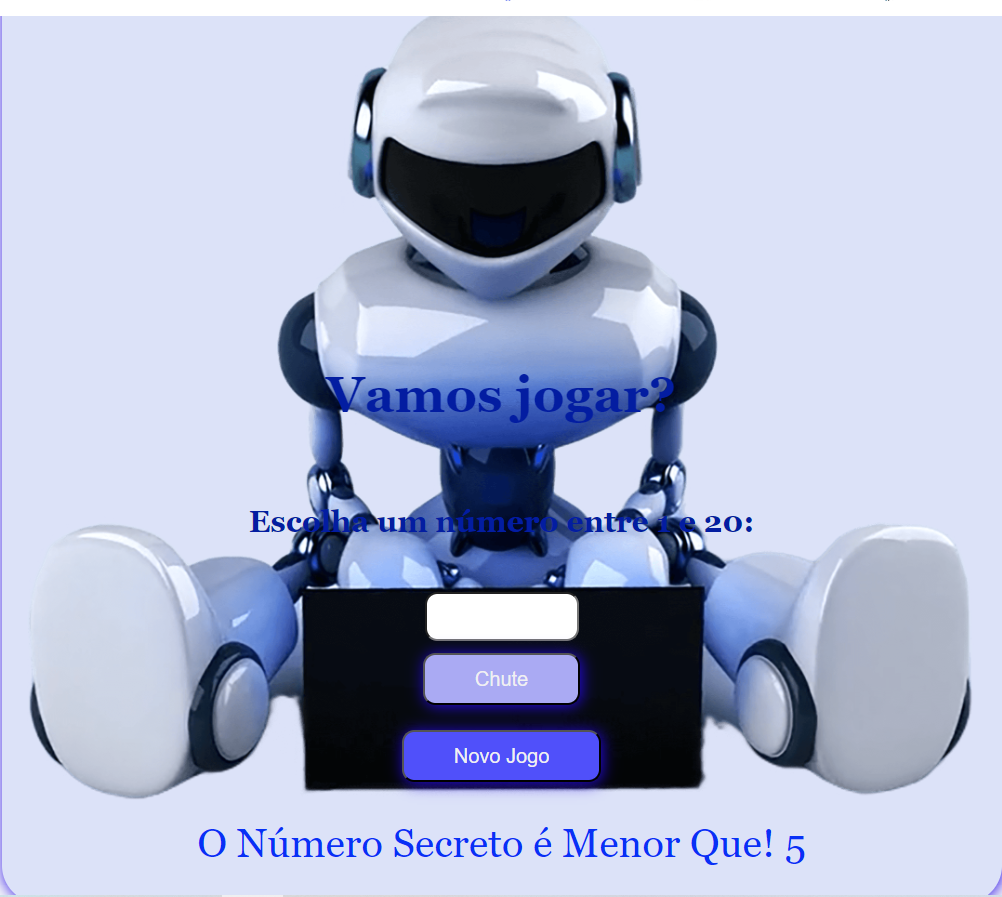 Vamos jogar?
Escolha um número entre 1 e 20:
Chute
Novo Jogo
O Número Secreto é Menor Que! 5